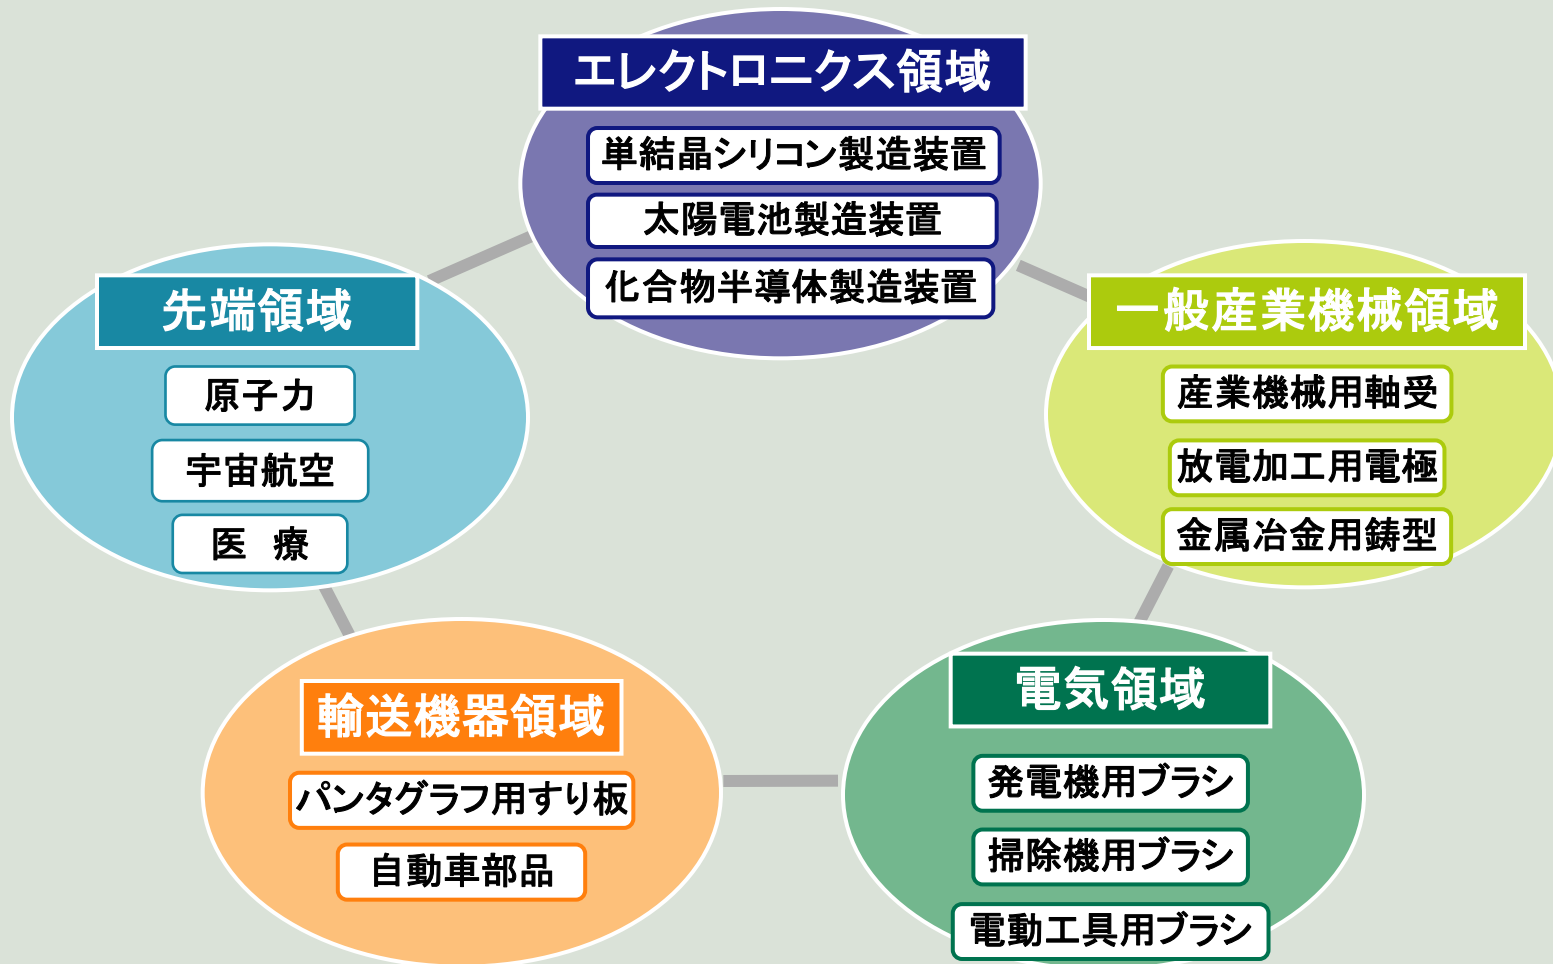 エレクトロニクス領域
単結晶シリコン製造装置
太陽電池製造装置
化合物半導体製造装置
先端領域
原子力
宇宙航空
医　療
一般産業機械領域
産業機械用軸受
放電加工用電極
金属冶金用鋳型
輸送機器領域
パンタグラフ用すり板
自動車部品
電気領域
発電機用ブラシ
掃除機用ブラシ
電動工具用ブラシ